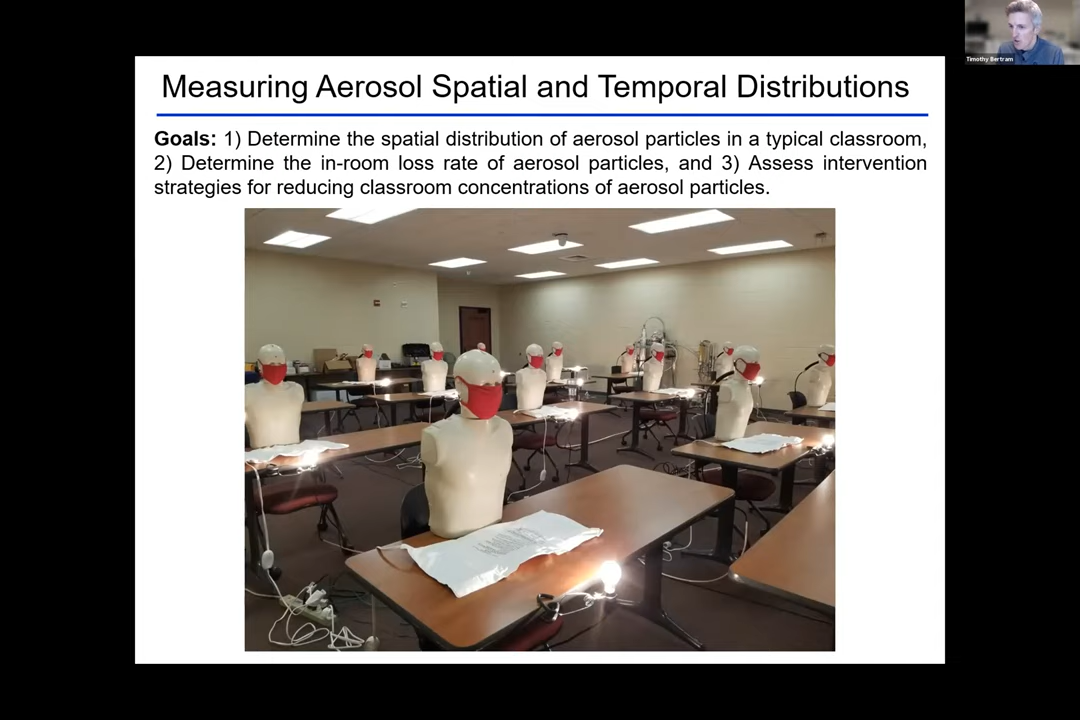 Measuring Aerosol Spatial and Temporal Distributions
Goals: 1) Determine the spatial distribution of aerosol particles in a typical classroom,
2) Determine the in-room loss rate of aerosol particles, and 3) Assess intervention
strategies for reducing classroom concentrations of aerosol particles.
Timothy Bertram